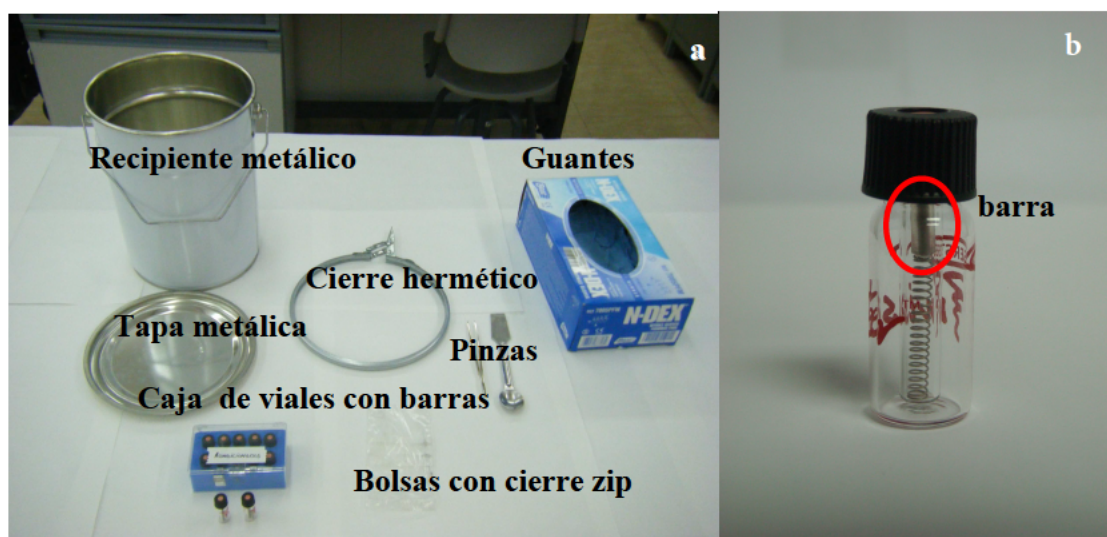 a
Recipiente metálico
Guantes
Cierre hermético
N-DEX
N-DEX
Tapa metálica
Pinzas
Caja de viales con barras
Bolsas con cierre zip
b
barra